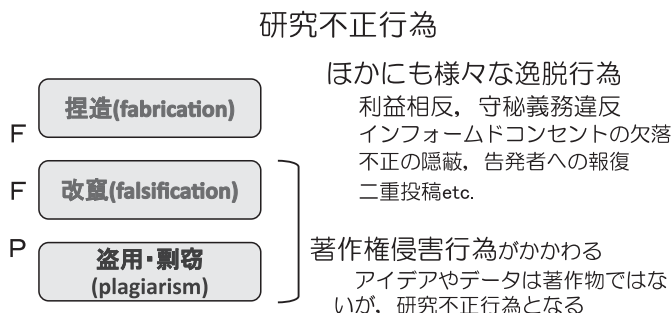 研究不正行為
F 捏造(fabrication)
F 改竄(falsification)
P 盗用・剽窃
(plagiarism)
ほかにも様々な逸脱行為
利益相反，守秘義務違反
インフォームドコンセントの欠落
不正の隠蔽，告発者への報復
二重投稿etc.
著作権侵害行為がかかわる
アイデアやデータは著作物ではな
いが，研究不正行為となる